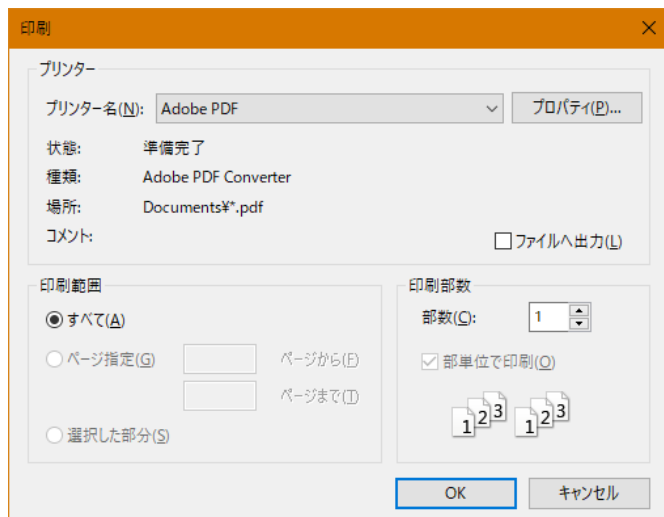 印刷
プリンター
プリンター名(N): Adobe PDF プロパティ(P)...
状態: 準備完了
種類: Adobe PDF Converter
場所: Documents¥*.pdf
コメント: ファイルへ出力(L)
印刷範囲 印刷部数
すべて(A) 部数(C): 1
ページ指定(G) ページから(F) 部単位で印刷(O)
ページまで(T)
1 2 3 1 2 3
選択した部分(S)
OK キャンセル